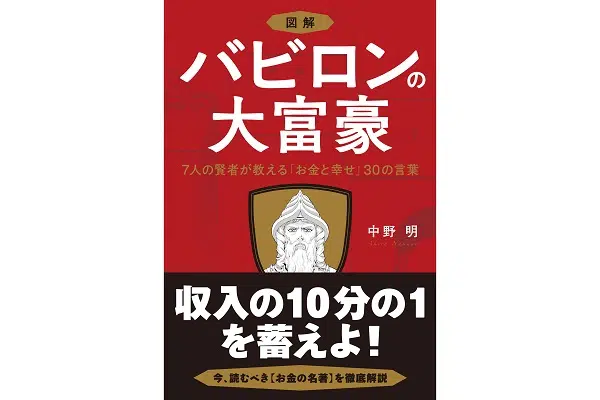 図解
バビロンの
大富豪
7人の賢者が教える「お金と幸せ」30の言葉
中野 明
Akira Nakano
収入の10分の1
を蓄えよ!
今、読むべき【お金の名著】を徹底解説